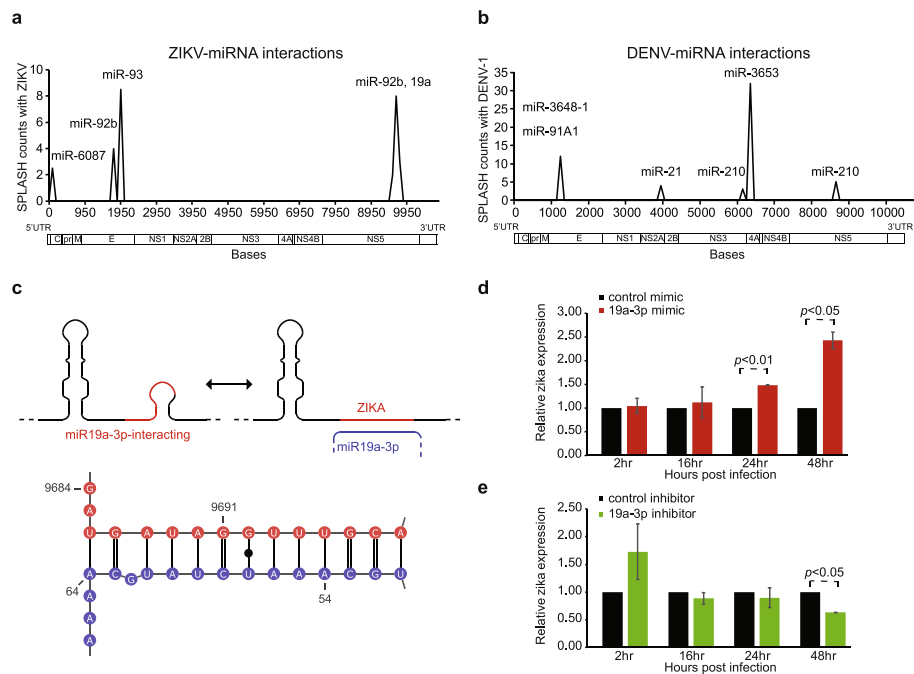 a
ZIKV-miRNA interactions
SPLASH counts with ZIKV
10
8
6
4
2
0
miR-93
miR-92b
miR-6087
miR-92b, 19a
0 950 1950 2950 3950 4950 5950 6950 7950 8950 9950
5'UTR 3'UTR
C pr M E NS1 NS2A 2B NS3 4A NS4B NS5
Bases
b
DENV-miRNA interactions
SPLASH counts with DENV-1
35
30
25
20
15
10
5
0
miR-3653
miR-3648-1
miR-91A1
miR-21
miR-210
miR-210
0 1000 2000 3000 4000 5000 6000 7000 8000 9000 10000
5'UTR 3'UTR
C pr M E NS1 NS2A 2B NS3 4A NS4B NS5
Bases
c
miR19a-3p-interacting
ZIKA
miR19a-3p
9684
G
A
9691
U G A U A G G U U U G C A
A C G U A U C U A A A C G U
64
54
A
A
A
d
control mimic
19a-3p mimic
Relative zika expression
3.00
2.50
2.00
1.50
1.00
0.50
0.00
p<0.01
p<0.05
2hr 16hr 24hr 48hr
Hours post infection
e
control inhibitor
19a-3p inhibitor
Relative zika expression
2.50
2.00
1.50
1.00
0.50
0.00
p<0.05
2hr 16hr 24hr 48hr
Hours post infection